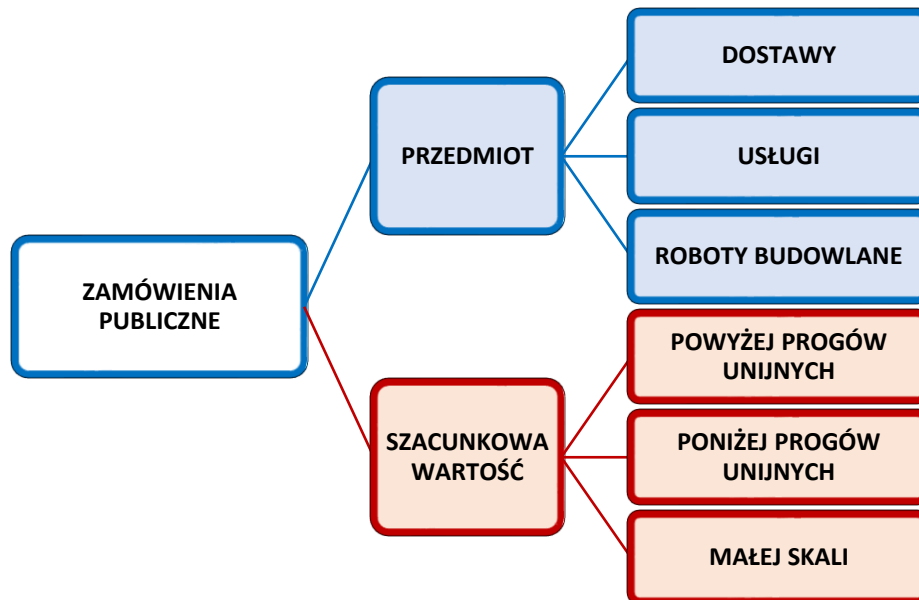 ZAMÓWIENIA
PUBLICZNE
PRZEDMIOT
DOSTAWY
USŁUGI
ROBOTY BUDOWLANE
SZACUNKOWA
WARTOŚĆ
POWYŻEJ PROGÓW
UNIJNYCH
PONIŻEJ PROGÓW
UNIJNYCH
MAŁEJ SKALI